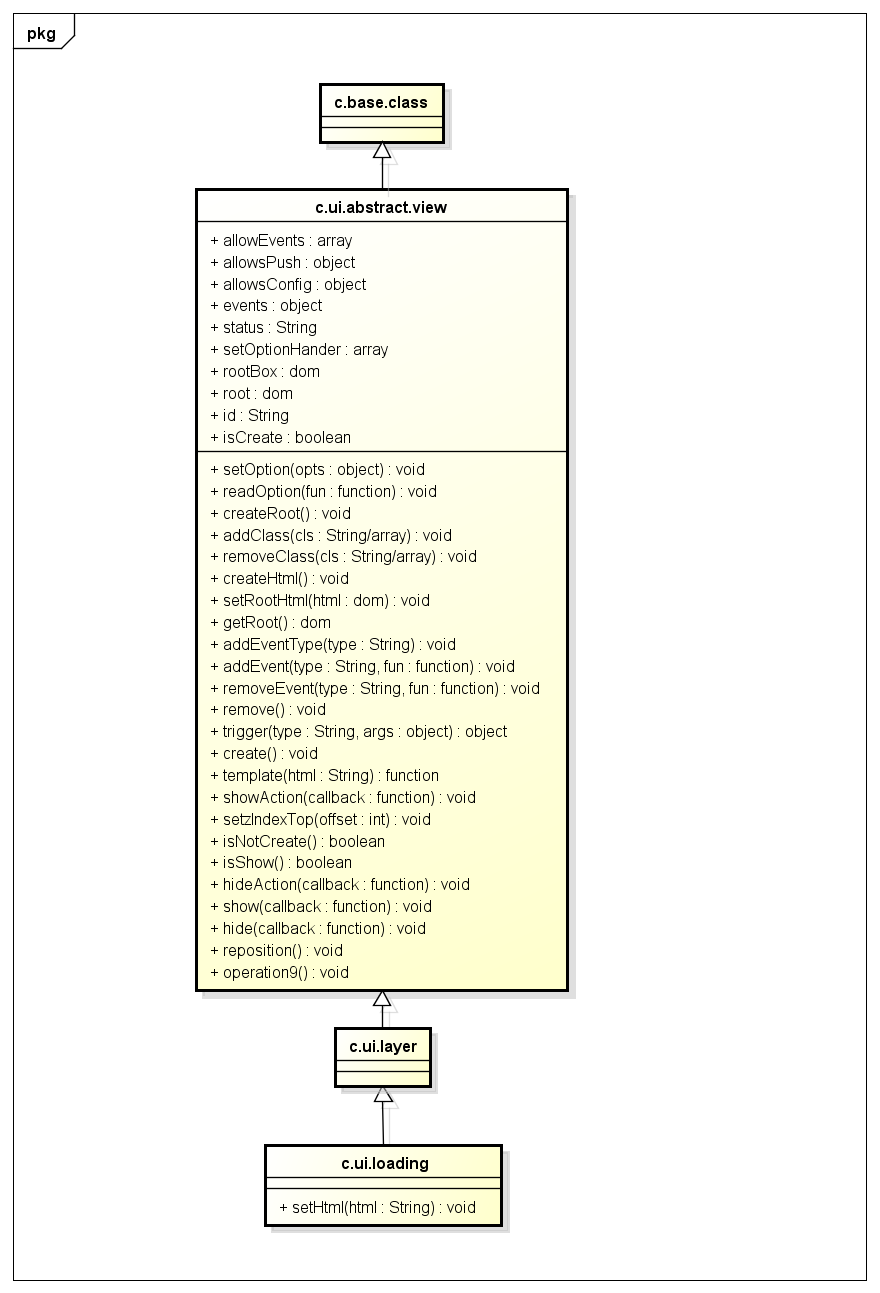 pkg
c.base.class
c.ui.abstract.view
+ allowEvents : array
+ allowsPush : object
+ allowsConfig : object
+ events : object
+ status : String
+ setOptionHander : array
+ rootBox : dom
+ root : dom
+ id : String
+ isCreate : boolean
+ setOption(opts : object) : void
+ readOption(fun : function) : void
+ createRoot() : void
+ addClass(cls : String/array) : void
+ removeClass(cls : String/array) : void
+ createHtml() : void
+ setRootHtml(html : dom) : void
+ getRoot() : dom
+ addEventType(type : String) : void
+ addEvent(type : String, fun : function) : void
+ removeEvent(type : String, fun : function) : void
+ remove() : void
+ trigger(type : String, args : object) : object
+ create() : void
+ template(html : String) : function
+ showAction(callback : function) : void
+ setzIndexTop(offset : int) : void
+ isNotCreate() : boolean
+ isShow() : boolean
+ hideAction(callback : function) : void
+ show(callback : function) : void
+ hide(callback : function) : void
+ reposition() : void
+ operation9() : void
c.ui.layer
c.ui.loading
+ setHtml(html : String) : void